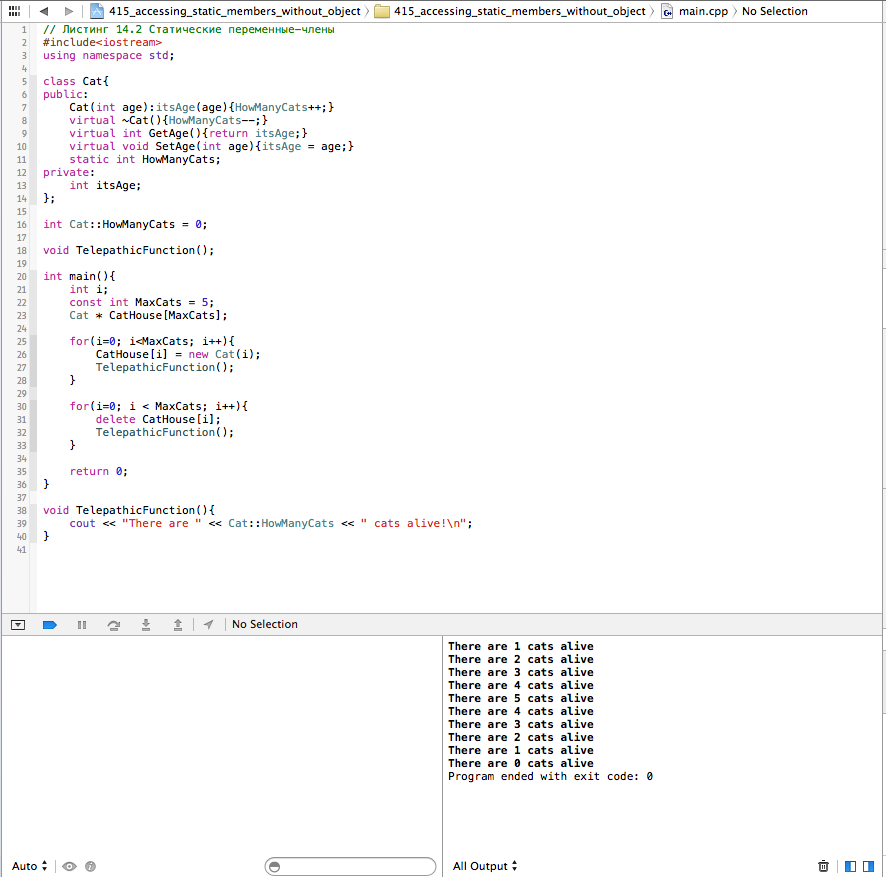 415_accessing_static_members_without_object 415_accessing_static_members_without_object main.cpp No Selection
1 // Листинг 14.2 Статические переменные-члены
2 #include<iostream>
3 using namespace std;
4
5 class Cat{
6 public:
7 Cat(int age):itsAge(age){HowManyCats++;}
8 virtual ~Cat(){HowManyCats--;}
9 virtual int GetAge(){return itsAge;}
10 virtual void SetAge(int age){itsAge = age;}
11 static int HowManyCats;
12 private:
13 int itsAge;
14 };
15
16 int Cat::HowManyCats = 0;
17
18 void TelepathicFunction();
19
20 int main(){
21 int i;
22 const int MaxCats = 5;
23 Cat * CatHouse[MaxCats];
24
25 for(i=0; i<MaxCats; i++){
26 CatHouse[i] = new Cat(i);
27 TelepathicFunction();
28 }
29
30 for(i=0; i < MaxCats; i++){
31 delete CatHouse[i];
32 TelepathicFunction();
33 }
34
35 return 0;
36 }
37
38 void TelepathicFunction(){
39 cout << "There are " << Cat::HowManyCats << " cats alive!\n";
40 }
41
No Selection
There are 1 cats alive
There are 2 cats alive
There are 3 cats alive
There are 4 cats alive
There are 5 cats alive
There are 4 cats alive
There are 3 cats alive
There are 2 cats alive
There are 1 cats alive
There are 0 cats alive
Program ended with exit code: 0
Auto
All Output